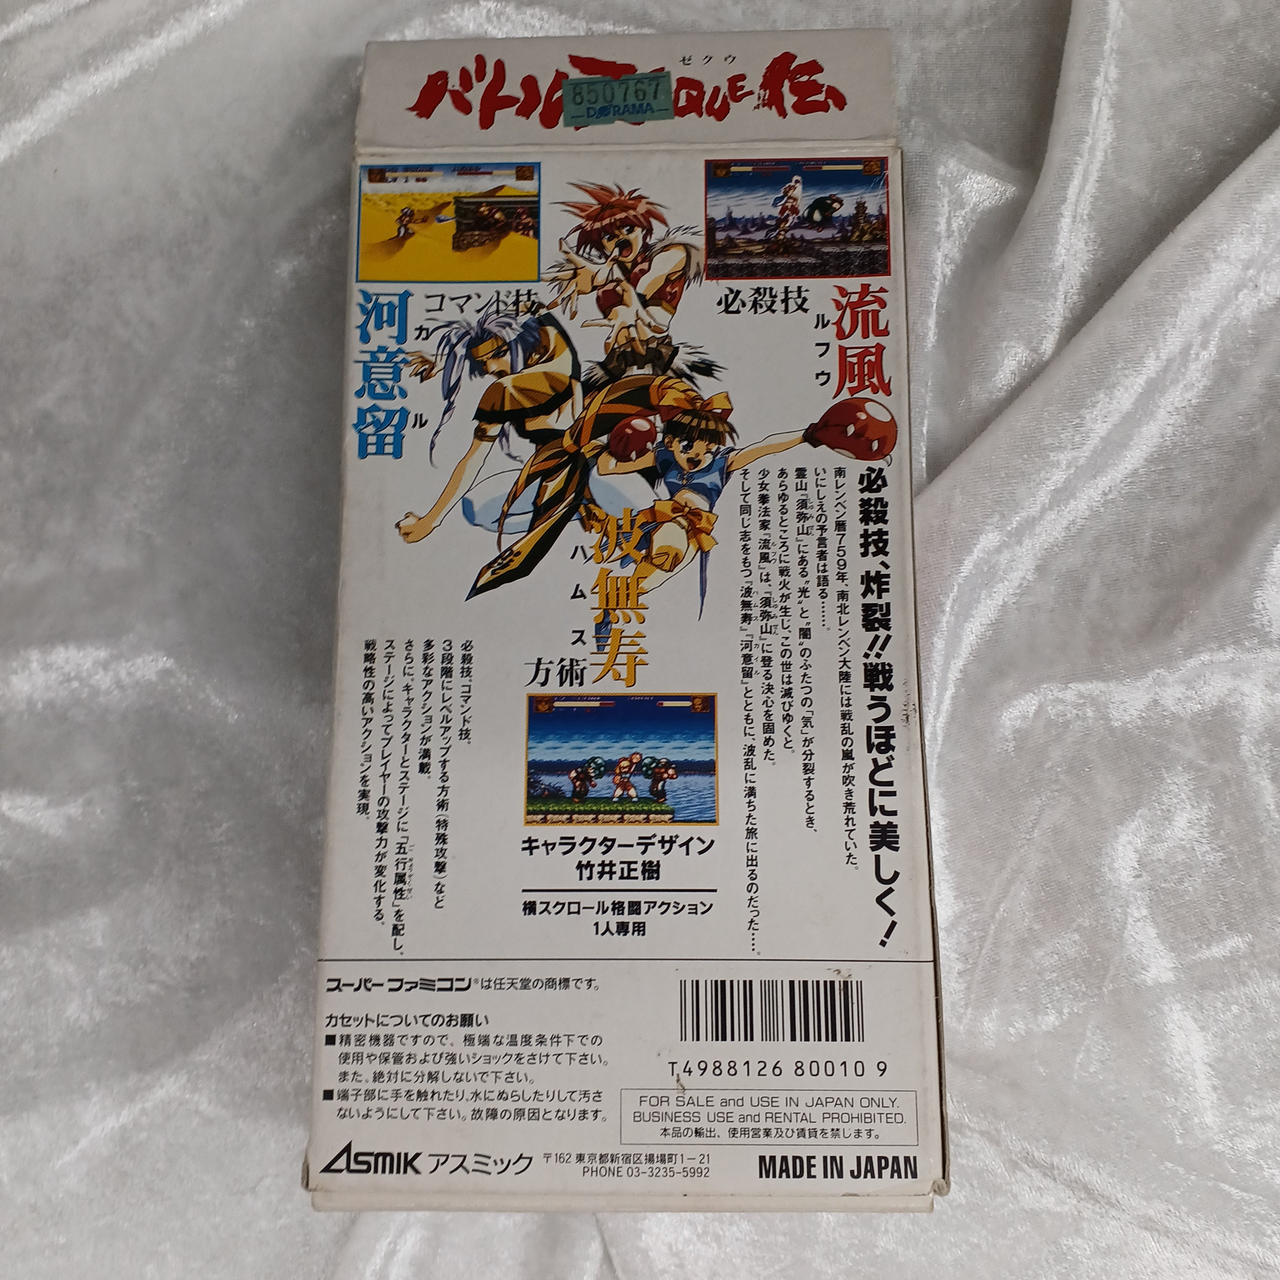 ゼクウ
バトル
QUE伝
850767
DORAMA
コマンド技
河意留
カイル
必殺技
流風
ルフウ
必殺技、炸裂!!戦うほどに美しく!
南レンベン暦759年、南北レンベン大陸には戦乱の嵐が吹き荒れていた。
いにしえの予言者は語る……。
霊山『須弥山』にある"光"と"闇"のふたつの「気」が分裂するとき、
あらゆるところに戦火が生じ、この世は滅びゆくと。
少女拳法家『流風』は、『須弥山』に登る決心を固めた。
そして同じ志をもつ『波無寿』『河意留』とともに、波乱に満ちた旅に出るのだった……。
波無寿
ハムス
方術
必殺技、コマンド技。
3段階にレベルアップする方術(特殊攻撃)など
多彩なアクションが満載。
さらに、キャラクターとステージに「五行属性」を配し、
ステージによってプレイヤーの攻撃力が変化する。
戦略性の高いアクションを実現。
キャラクターデザイン
竹井正樹
横スクロール格闘アクション
1人専用
スーパーファミコン®は任天堂の商標です。
カセットについてのお願い
■精密機器ですので、極端な温度条件下での
使用や保管および強いショックをさけて下さい。
また、絶対に分解しないで下さい。
■端子部に手を触れたり、水にぬらしたりして汚さ
ないようにして下さい。故障の原因となります。
T4988126 80010 9
FOR SALE and USE IN JAPAN ONLY.
BUSINESS USE and RENTAL PROHIBITED.
本品の輸出、使用営業及び賃貸を禁じます。
ASMIK アスミック 〒162 東京都新宿区揚場町1-21
PHONE 03-3235-5992
MADE IN JAPAN